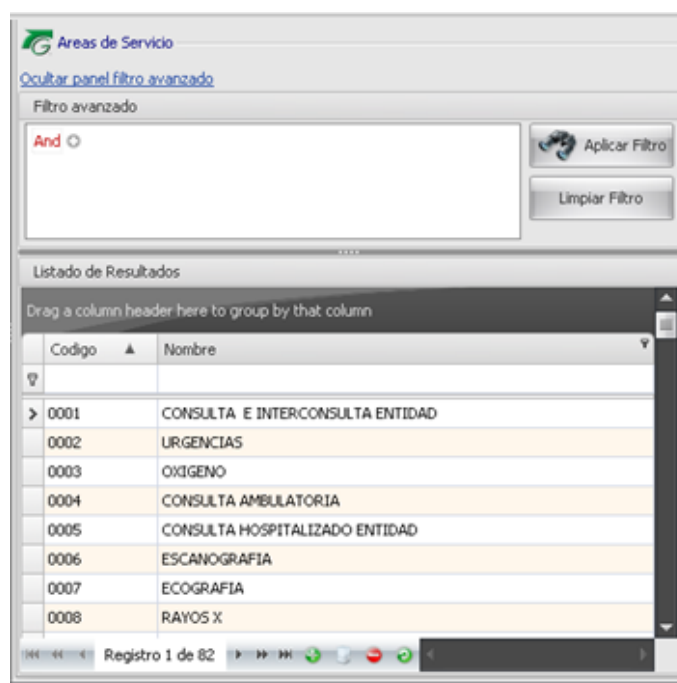 Areas de Servicio
Ocultar panel filtro avanzado
Filtro avanzado
And
Aplicar Filtro
Limpiar Filtro
Listado de Resultados
Drag a column header here to group by that column
Codigo Nombre
0001 CONSULTA E INTERCONSULTA ENTIDAD
0002 URGENCIAS
0003 OXIGENO
0004 CONSULTA AMBULATORIA
0005 CONSULTA HOSPITALIZADO ENTIDAD
0006 ESCANOGRAFIA
0007 ECOGRAFIA
0008 RAYOS X
Registro 1 de 82